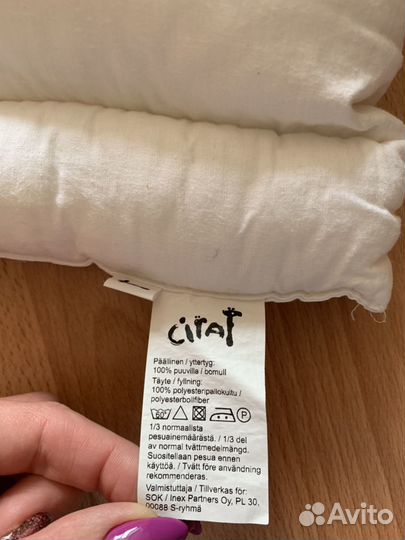 CiTAT
Päällinen / yttertyg:
100% puuvilla / bomull
Täyte / fyllning:
100% polyesteripallokuitu /
polyesterbollfiber
60°
P
1/3 normaalista
pesuainemäärästä. / 1/3 del
av normal tvättmedelmängd.
Suositellaan pesua ennen
käyttöä. / Tvätt före användning
rekommenderas.
Valmistuttaja / Tillverkas för:
SOK / Inex Partners Oy, PL 30,
00088 S-ryhmä
Avito